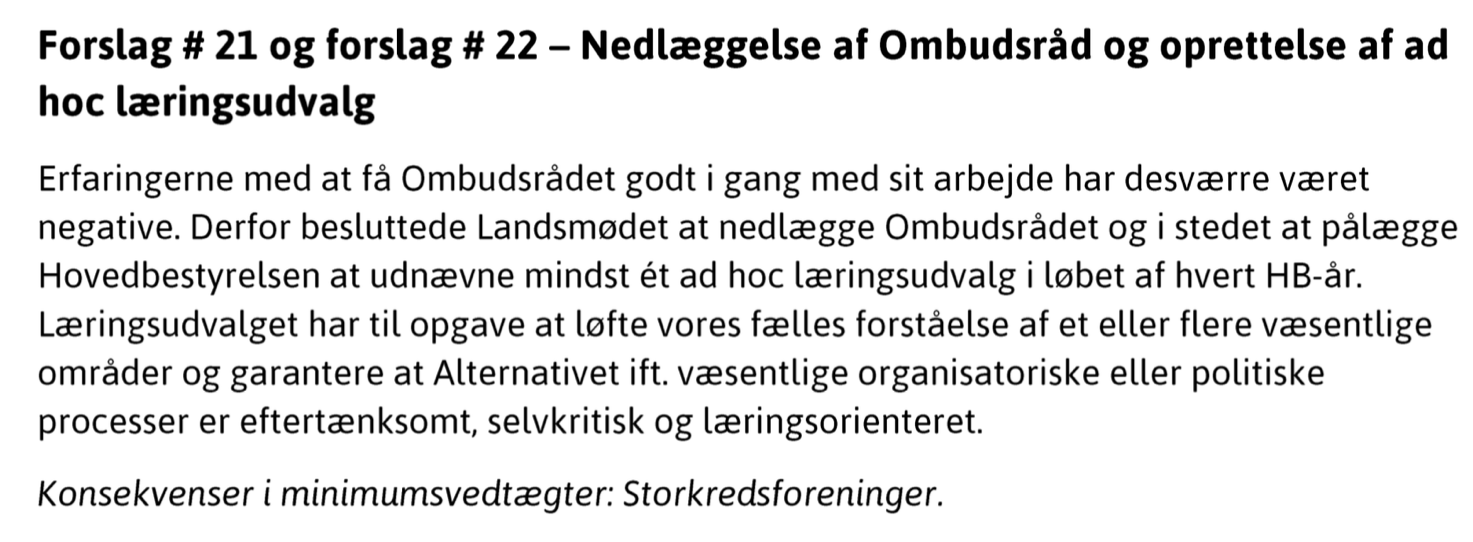 Forslag # 21 og forslag # 22 – Nedlæggelse af Ombudsråd og oprettelse af ad
hoc læringsudvalg
Erfaringerne med at få Ombudsrådet godt i gang med sit arbejde har desværre været
negative. Derfor besluttede Landsmødet at nedlægge Ombudsrådet og i stedet at pålægge
Hovedbestyrelsen at udnævne mindst ét ad hoc læringsudvalg i løbet af hvert HB-år.
Læringsudvalget har til opgave at løfte vores fælles forståelse af et eller flere væsentlige
områder og garantere at Alternativet ift. væsentlige organisatoriske eller politiske
processer er eftertænksomt, selvkritisk og læringsorienteret.
Konsekvenser i minimumsvedtægter: Storkredsforeninger.